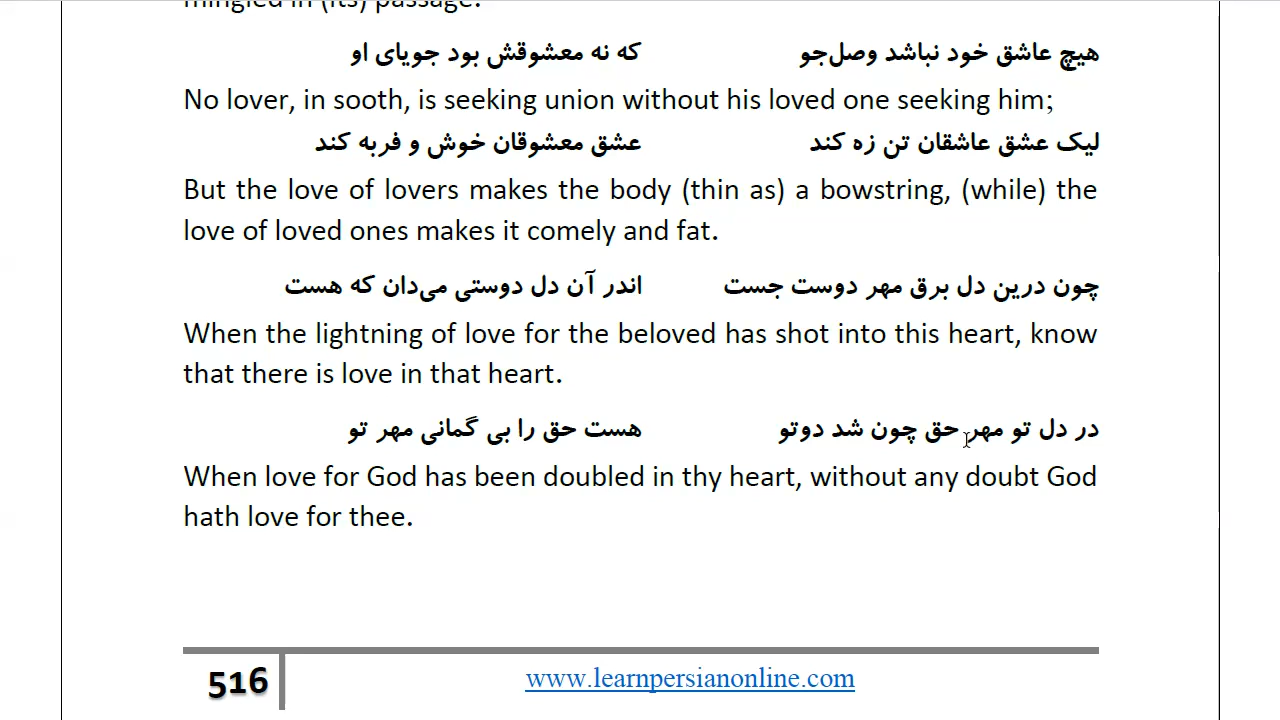 mingled in (its) passage.
هیچ عاشق خود نباشد وصل‌جو که نه معشوقش بود جویای او
No lover, in sooth, is seeking union without his loved one seeking him;
لیک عشق عاشقان تن زه کند عشق معشوقان خوش و فربه کند
But the love of lovers makes the body (thin as) a bowstring, (while) the
love of loved ones makes it comely and fat.
چون درین دل برق مهر دوست جست اندر آن دل دوستی می‌دان که هست
When the lightning of love for the beloved has shot into this heart, know
that there is love in that heart.
در دل تو مهر حق چون شد دوتو هست حق را بی گمانی مهر تو
When love for God has been doubled in thy heart, without any doubt God
hath love for thee.
516 www.learnpersianonline.com